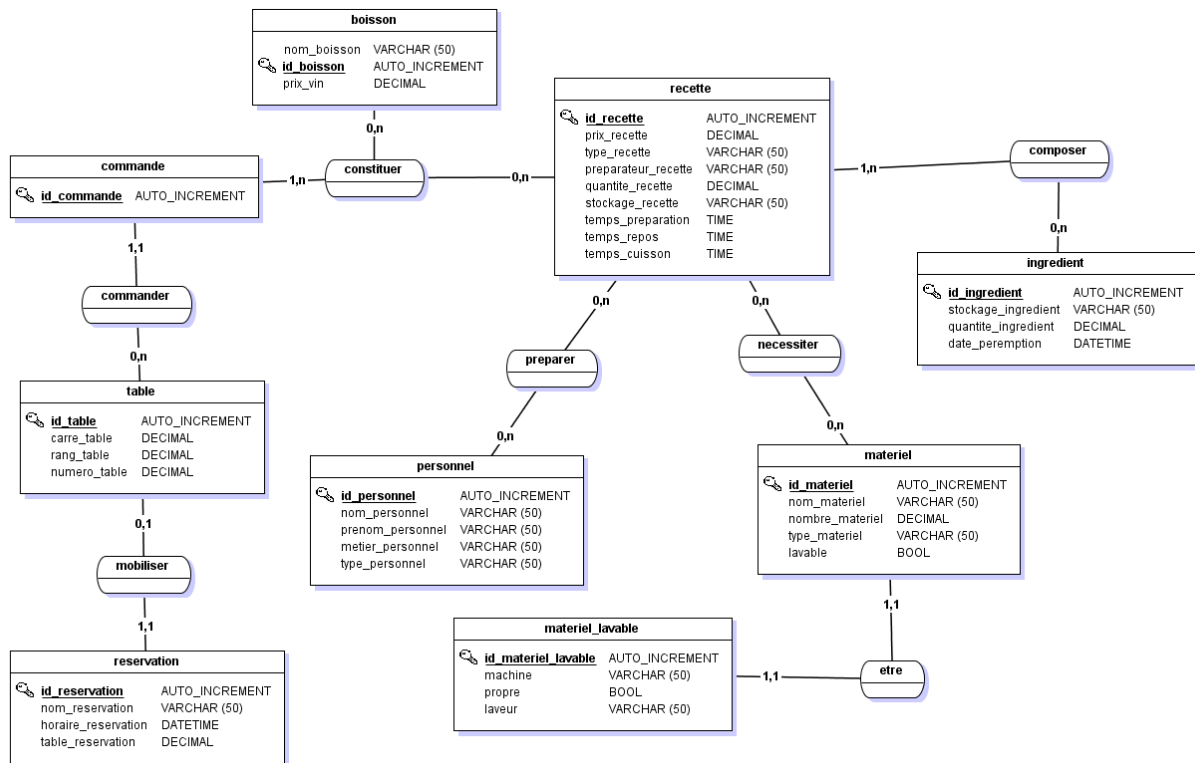 boisson
nom_boisson VARCHAR (50)
id_boisson AUTO_INCREMENT
prix_vin DECIMAL
0,n
constituer
1,n
0,n
commande
id_commande AUTO_INCREMENT
1,1
commander
0,n
table
id_table AUTO_INCREMENT
carre_table DECIMAL
rang_table DECIMAL
numero_table DECIMAL
0,1
mobiliser
1,1
reservation
id_reservation AUTO_INCREMENT
nom_reservation VARCHAR (50)
horaire_reservation DATETIME
table_reservation DECIMAL
recette
id_recette AUTO_INCREMENT
prix_recette DECIMAL
type_recette VARCHAR (50)
preparateur_recette VARCHAR (50)
quantite_recette DECIMAL
stockage_recette VARCHAR (50)
temps_preparation TIME
temps_repos TIME
temps_cuisson TIME
1,n
composer
0,n
ingredient
id_ingredient AUTO_INCREMENT
stockage_ingredient VARCHAR (50)
quantite_ingredient DECIMAL
date_peremption DATETIME
0,n
preparer
0,n
personnel
id_personnel AUTO_INCREMENT
nom_personnel VARCHAR (50)
prenom_personnel VARCHAR (50)
metier_personnel VARCHAR (50)
type_personnel VARCHAR (50)
0,n
necessiter
0,n
materiel
id_materiel AUTO_INCREMENT
nom_materiel VARCHAR (50)
nombre_materiel DECIMAL
type_materiel VARCHAR (50)
lavable BOOL
1,1
etre
1,1
materiel_lavable
id_materiel_lavable AUTO_INCREMENT
machine VARCHAR (50)
propre BOOL
laveur VARCHAR (50)